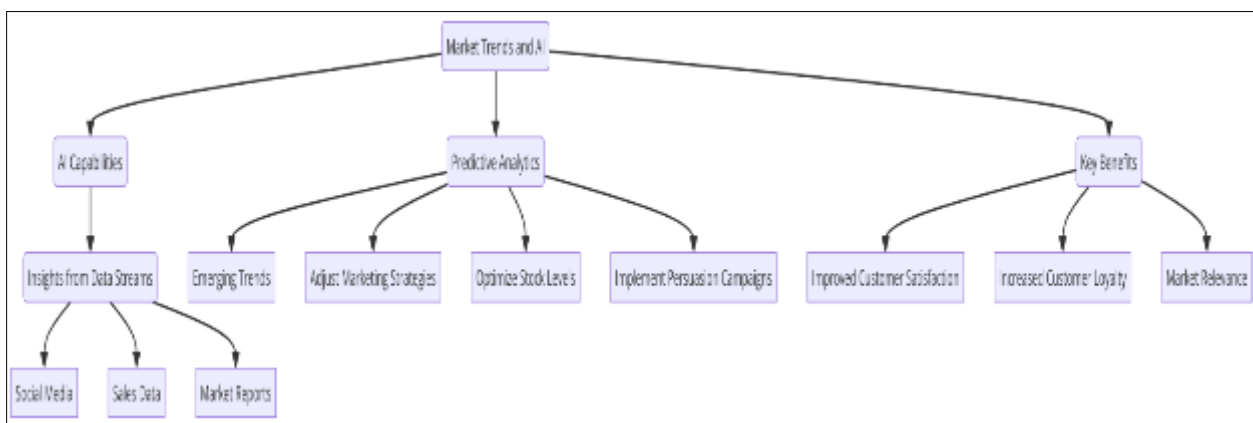 Market Trends and AI
AI Capabilities
Predictive Analytics
Key Benefits
Insights from Data Streams
Emerging Trends
Adjust Marketing Strategies
Optimize Stock Levels
Implement Persuasion Campaigns
Improved Customer Satisfaction
Increased Customer Loyalty
Market Relevance
Social Media
Sales Data
Market Reports